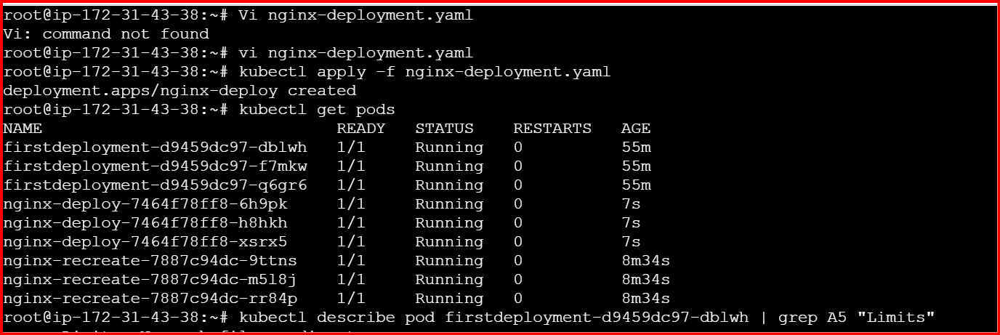 root@ip-172-31-43-38:~# Vi nginx-deployment.yaml
Vi: command not found
root@ip-172-31-43-38:~# vi nginx-deployment.yaml
root@ip-172-31-43-38:~# kubectl apply -f nginx-deployment.yaml
deployment.apps/nginx-deploy created
root@ip-172-31-43-38:~# kubectl get pods
NAME                              READY   STATUS    RESTARTS   AGE
firstdeployment-d9459dc97-dblwh   1/1     Running   0          55m
firstdeployment-d9459dc97-f7mkw   1/1     Running   0          55m
firstdeployment-d9459dc97-q6gr6   1/1     Running   0          55m
nginx-deploy-7464f78ff8-6h9pk     1/1     Running   0          7s
nginx-deploy-7464f78ff8-h8hkh     1/1     Running   0          7s
nginx-deploy-7464f78ff8-xsrx5     1/1     Running   0          7s
nginx-recreate-7887c94dc-9ttns    1/1     Running   0          8m34s
nginx-recreate-7887c94dc-m5l8j    1/1     Running   0          8m34s
nginx-recreate-7887c94dc-rr84p    1/1     Running   0          8m34s
root@ip-172-31-43-38:~# kubectl describe pod firstdeployment-d9459dc97-dblwh | grep A5 "Limits"